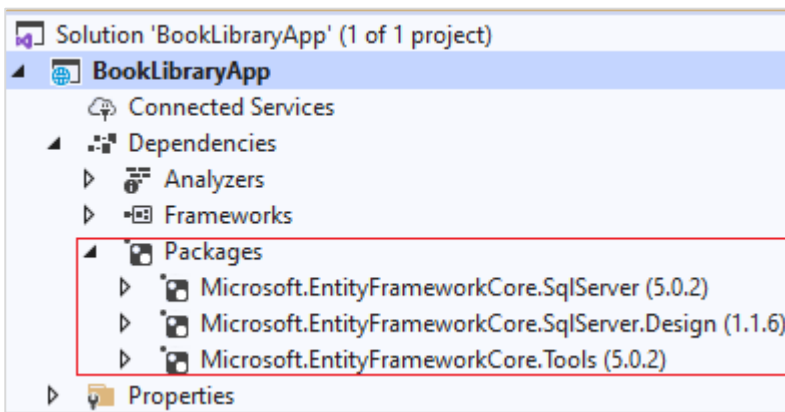 Solution 'BookLibraryApp' (1 of 1 project)
BookLibraryApp
Connected Services
Dependencies
Analyzers
Frameworks
Packages
Microsoft.EntityFrameworkCore.SqlServer (5.0.2)
Microsoft.EntityFrameworkCore.SqlServer.Design (1.1.6)
Microsoft.EntityFrameworkCore.Tools (5.0.2)
Properties